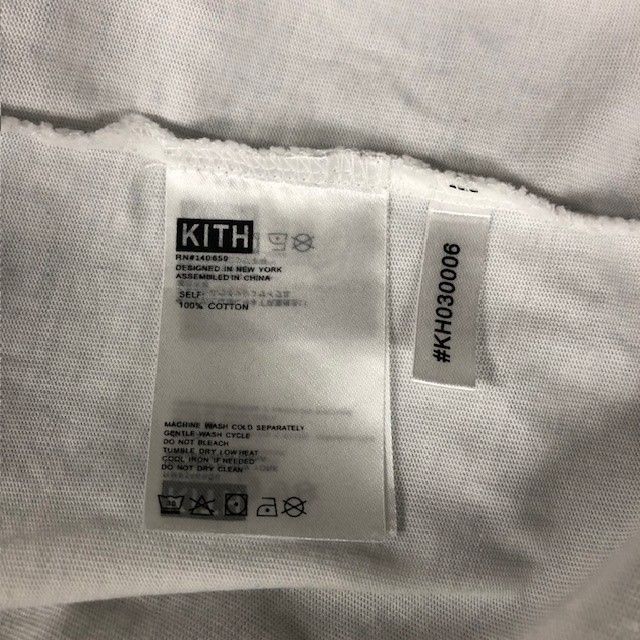 KITH
RN#140659
DESIGNED IN NEW YORK
ASSEMBLED IN CHINA
SELF:
100% COTTON
MACHINE WASH COLD SEPARATELY
GENTLE WASH CYCLE
DO NOT BLEACH
TUMBLE DRY LOW HEAT
COOL IRON IF NEEDED
DO NOT DRY CLEAN
30
#KH030006